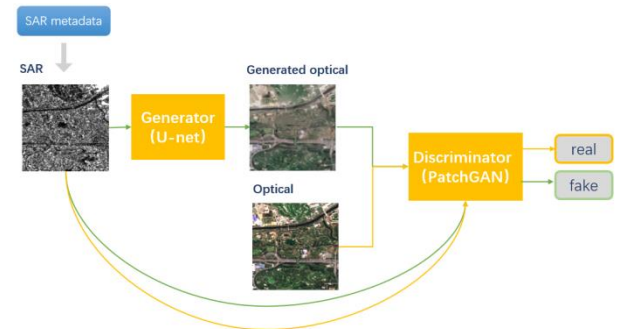 SAR metadata
SAR
Generated optical
Generator
(U-net)
Discriminator
(PatchGAN)
real
fake
Optical